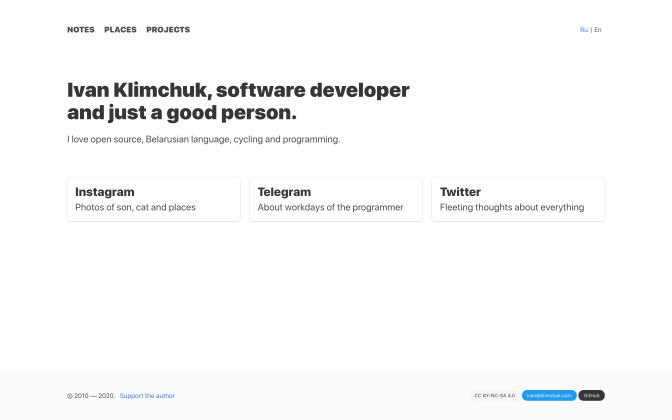 NOTES PLACES PROJECTS Ru | En
Ivan Klimchuk, software developer
and just a good person.
I love open source, Belarusian language, cycling and programming.
Instagram
Photos of son, cat and places
Telegram
About workdays of the programmer
Twitter
Fleeting thoughts about everything
© 2010 — 2020. Support the author CC BY-NC-SA 4.0 ivan@klimchuk.com GitHub